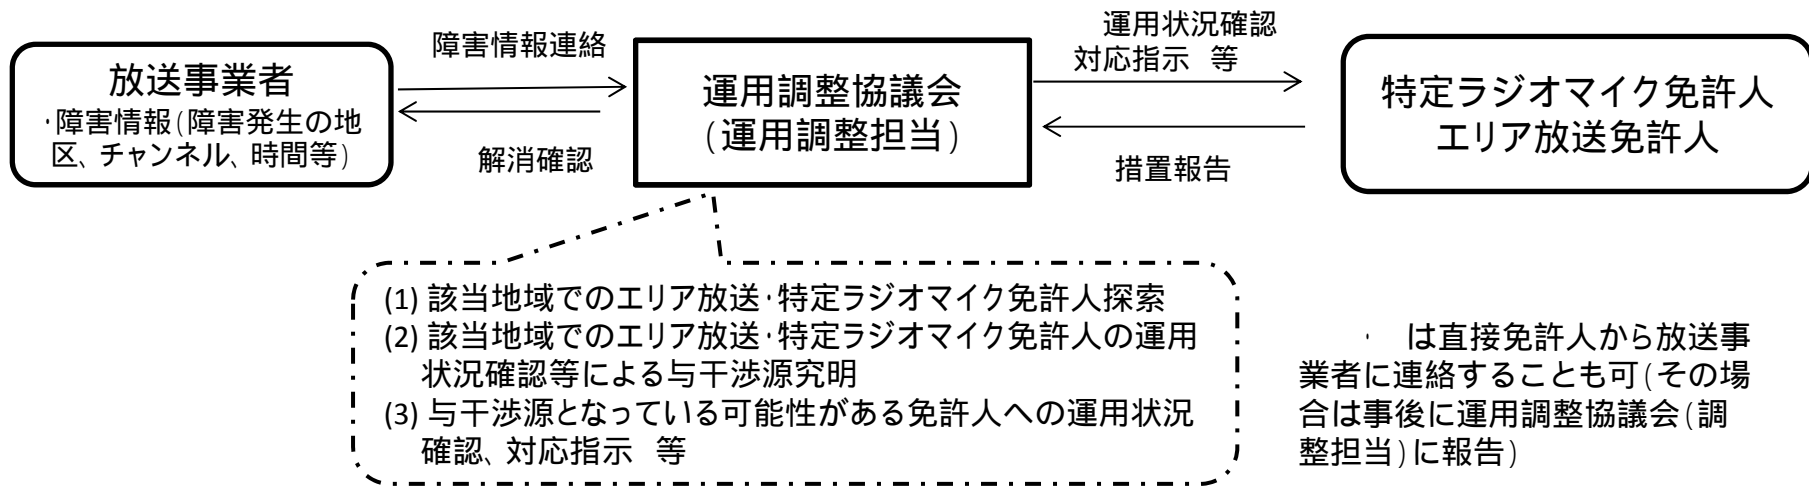 放送事業者
・障害情報(障害発生の地
区、チャンネル、時間等)
障害情報連絡
解消確認
運用調整協議会
(運用調整担当)
運用状況確認
対応指示　等
措置報告
特定ラジオマイク免許人
エリア放送免許人
(1) 該当地域でのエリア放送・特定ラジオマイク免許人探索
(2) 該当地域でのエリア放送・特定ラジオマイク免許人の運用
状況確認等による与干渉源究明
(3) 与干渉源となっている可能性がある免許人への運用状況
確認、対応指示　等
・　は直接免許人から放送事
業者に連絡することも可(その場
合は事後に運用調整協議会(調
整担当)に報告)